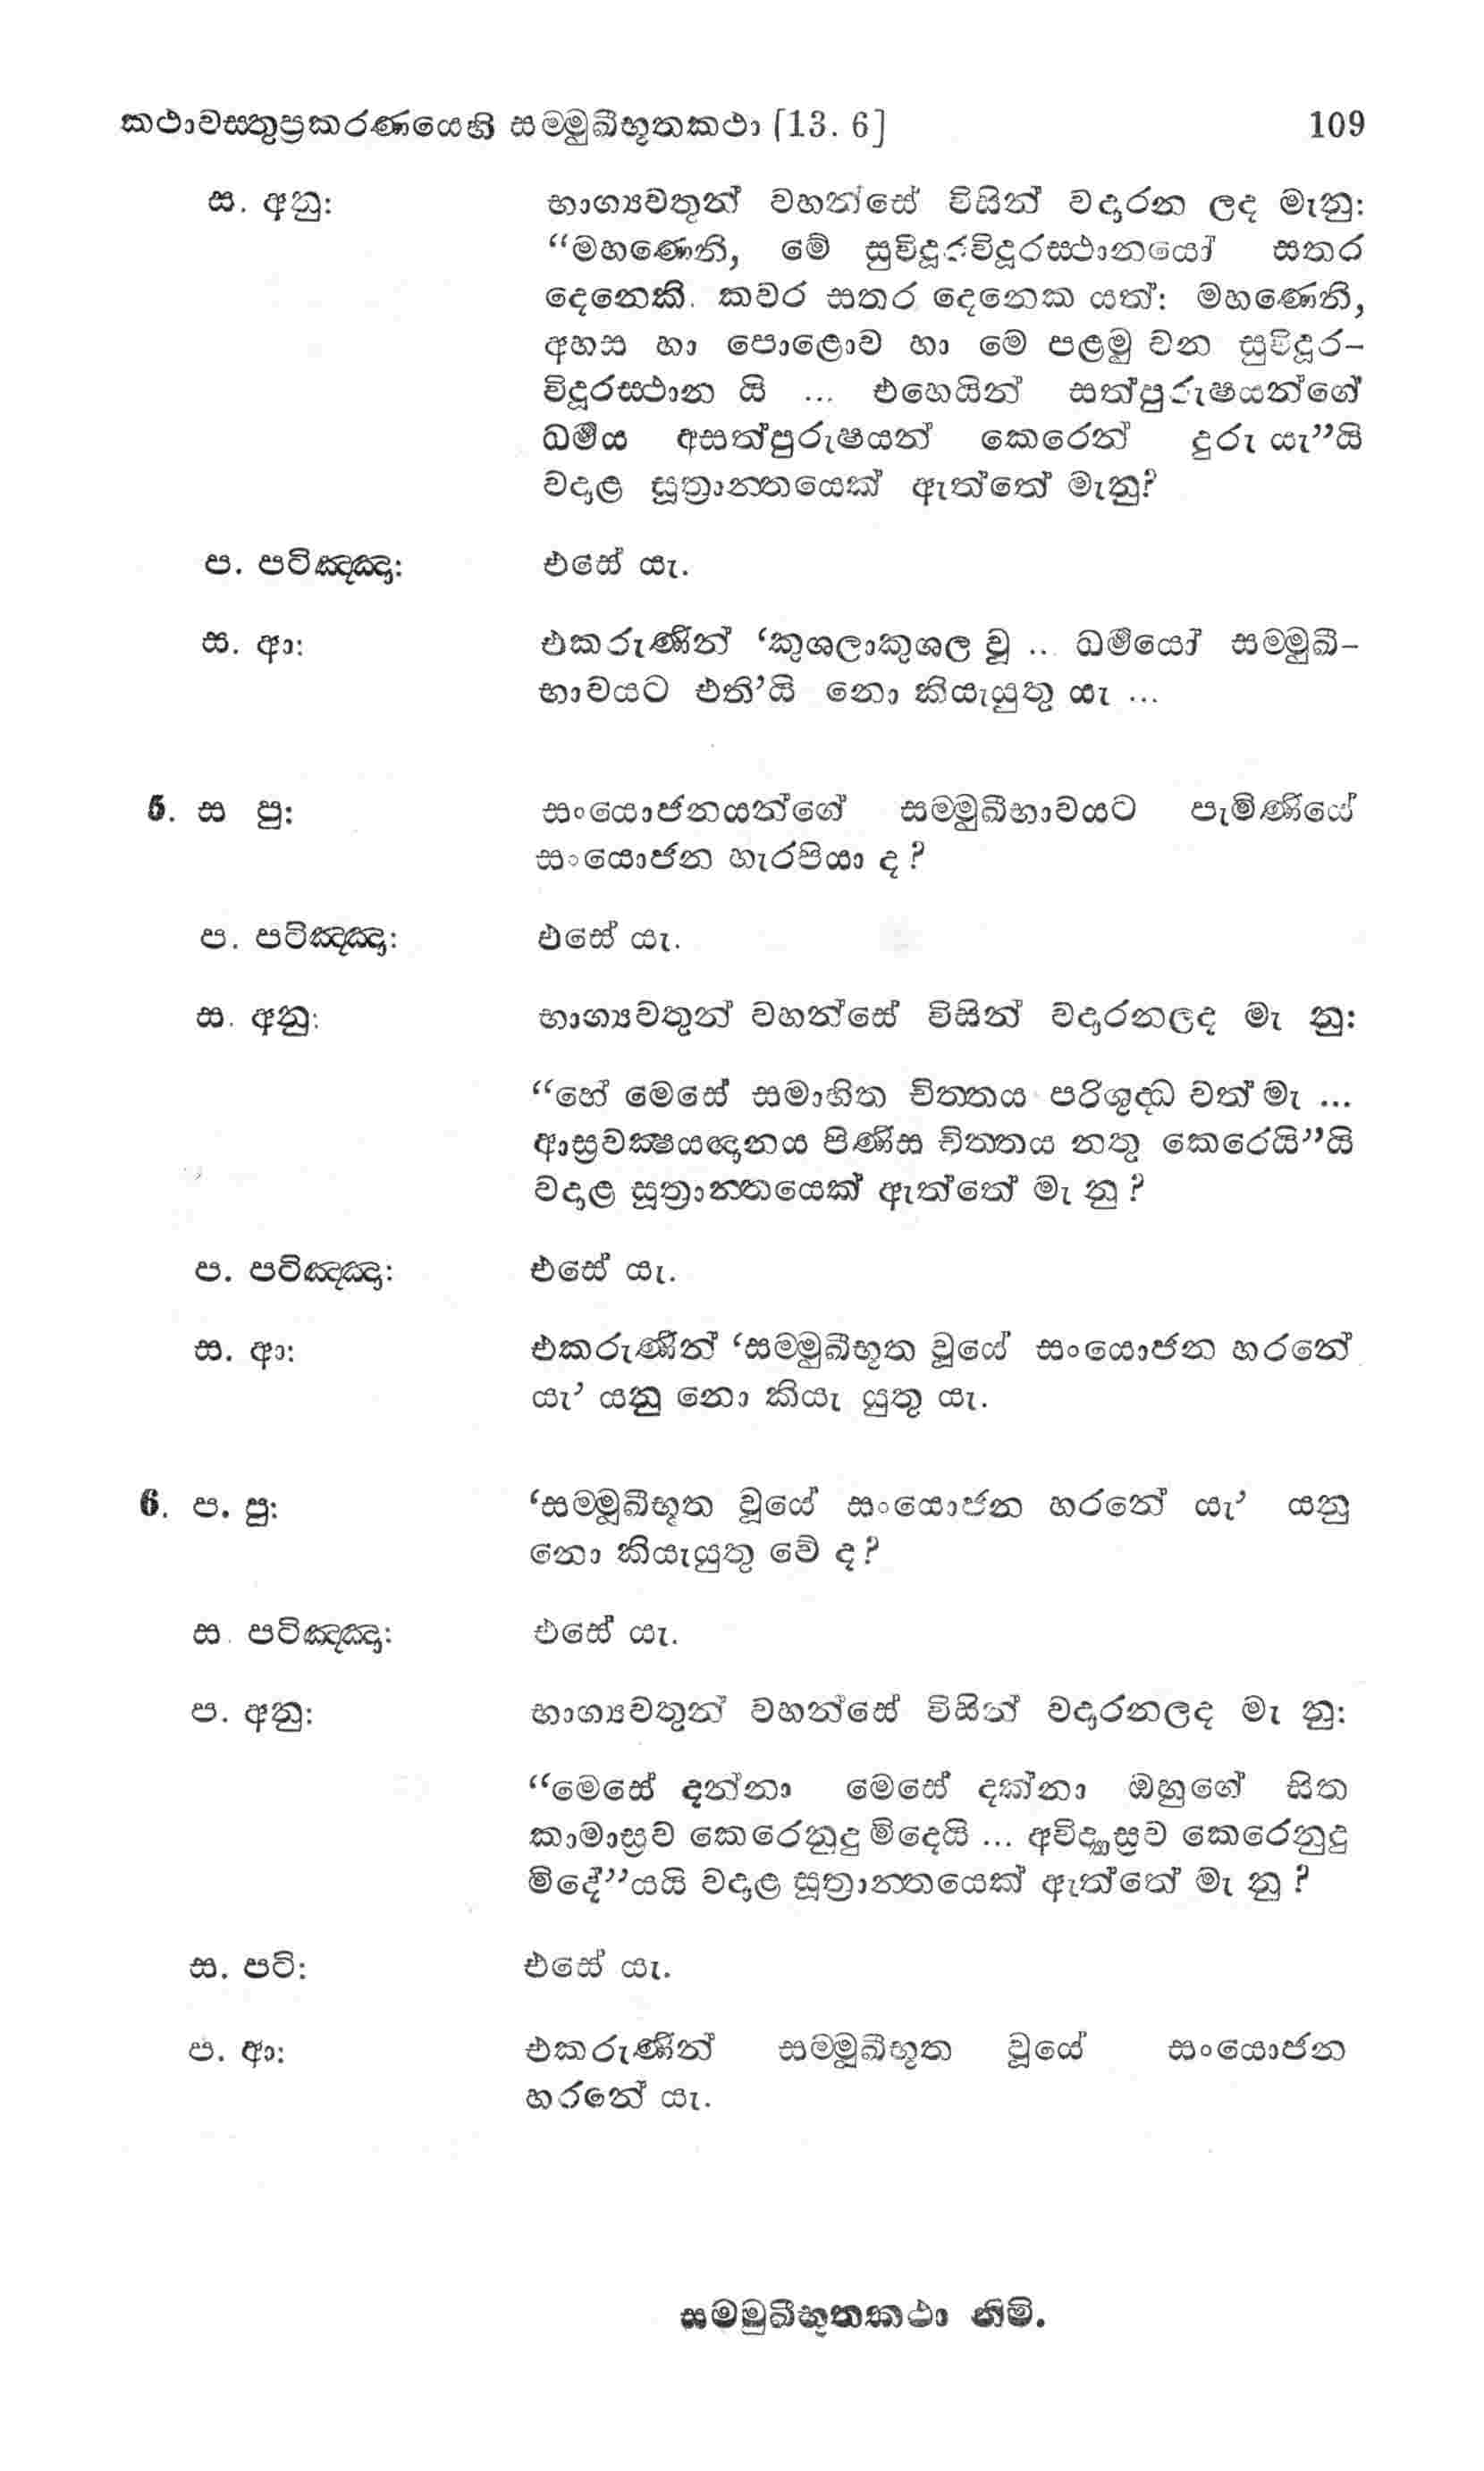 කථාවස්තුප්‍රකරණයෙහි සම්මුඛීභූතකථා [13. 6] 109
ස. අනු: භාග්‍යවතුන් වහන්සේ විසින් වදාරන ලද මැනු:
“මහණෙනි, මේ සුවිදූරවිදූරස්ථානයෝ සතර
දෙනෙකි. කවර සතර දෙනෙක යත්: මහණෙනි,
අහස හා පොළොව හා මෙ පළමු වන සුවිදූර-
විදූරස්ථාන යි ... එහෙයින් සත්පුරුෂයන්ගේ
ධර්මය අසත්පුරුෂයන් කෙරෙන් දුරු යැ”යි
වදාළ සූත්‍රාන්තයෙක් ඇත්තේ මැනු?
ප. පටිඤ්ඤා: එසේ යැ.
ස. ආ: එකරුණින් ‘කුශලාකුශල වූ ... ධර්මයෝ සම්මුඛී-
භාවයට එති’යි නො කියැයුතු යැ ...
5. ස පු: සංයොජනයන්ගේ සම්මුඛීභාවයට පැමිණියේ
සංයොජන හැරපියා ද?
ප. පටිඤ්ඤා: එසේ යැ.
ස. අනු: භාග්‍යවතුන් වහන්සේ විසින් වදාරනලද මැ නු:
“හේ මෙසේ සමාහිත චිත්තය පරිශුද්ධ වත් මැ ...
ආස්‍රවක්ෂයඥානය පිණිස චිත්තය නතු කෙරෙයි”යි
වදාළ සූත්‍රාන්තයෙක් ඇත්තේ මැ නු?
ප. පටිඤ්ඤා: එසේ යැ.
ස. ආ: එකරුණින් ‘සම්මුඛීභූත වූයේ සංයොජන හරනේ
යැ’ යනු නො කියැ යුතු යැ.
6. ප. පු: ‘සම්මුඛීභූත වූයේ සංයොජන හරනේ යැ’ යනු
නො කියැයුතු වේ ද?
ස. පටිඤ්ඤා: එසේ යැ.
ප. අනු: භාග්‍යවතුන් වහන්සේ විසින් වදාරනලද මැ නු:
“මෙසේ දන්නා මෙසේ දක්නා ඔහුගේ සිත
කාමාස්‍රව කෙරෙනුදු මිදෙයි ... අවිද්‍යාස්‍රව කෙරෙනුදු
මිදේ”යයි වදාළ සූත්‍රාන්තයෙක් ඇත්තේ මැ නු?
ස. පටි: එසේ යැ.
ප. ආ: එකරුණින් සම්මුඛීභූත වූයේ සංයොජන
හරනේ යැ.
සම්මුඛීභූතකථා නිමි.